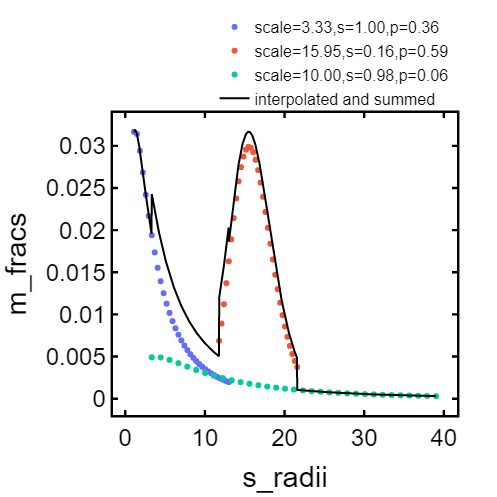 scale=3.33,s=1.00,p=0.36
scale=15.95,s=0.16,p=0.59
scale=10.00,s=0.98,p=0.06
interpolated and summed
0.03
0.025
0.02
0.015
0.01
0.005
0
m_fracs
0 10 20 30 40
s_radii